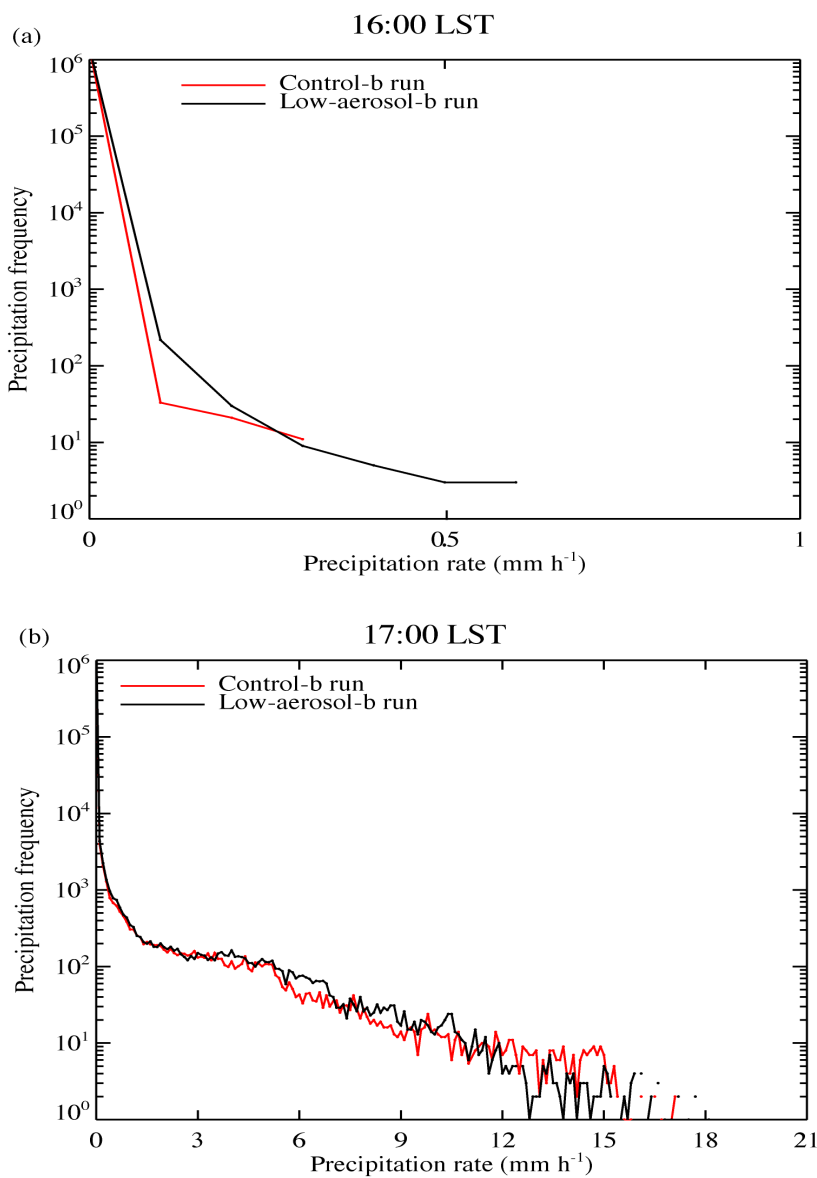 (a)
16:00 LST
10^6
Control-b run
Low-aerosol-b run
10^5
10^4
10^3
10^2
10^1
10^0
Precipitation frequency
0
0.5
1
Precipitation rate (mm h^-1)
(b)
17:00 LST
10^6
Control-b run
Low-aerosol-b run
10^5
10^4
10^3
10^2
10^1
10^0
Precipitation frequency
0 3 6 9 12 15 18 21
Precipitation rate (mm h^-1)